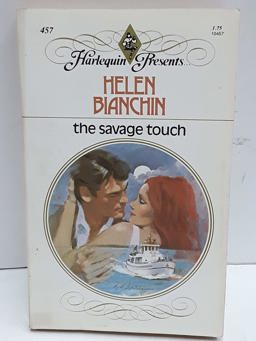 457
1.75
10457
Harlequin Presents...
HELEN
BIANCHIN
the savage touch